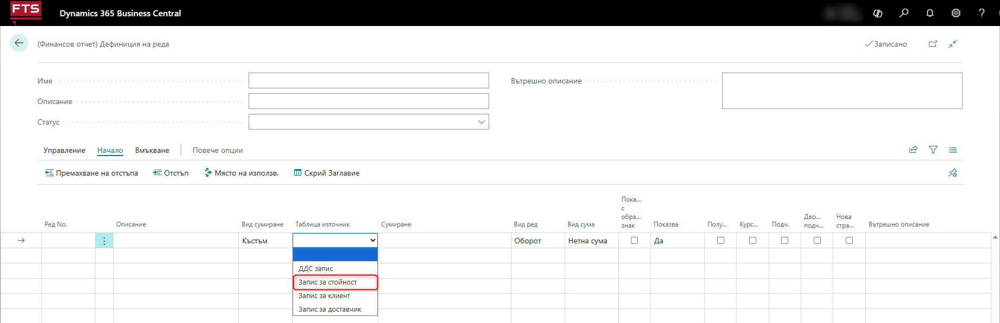 FTS
Dynamics 365 Business Central
?
(Финансов отчет) Дефиниция на реда
Записано
Име
Вътрешно описание
Описание
Статус
Управление Начало Вмъкване Повече опции
Премахване на отстъпа Отстъп Място на използв. Скрий Заглавие
Ред No. Описание Вид сумиране Таблица източник Сумиране Вид ред Вид сума Пока... с обра... знак Показва Полу... Курс... Подч. Дво... подч... Нова стра... Вътрешно описание
Къстъм Оборот Нетна сума Да
ДДС запис
Запис за стойност
Запис за клиент
Запис за доставчик